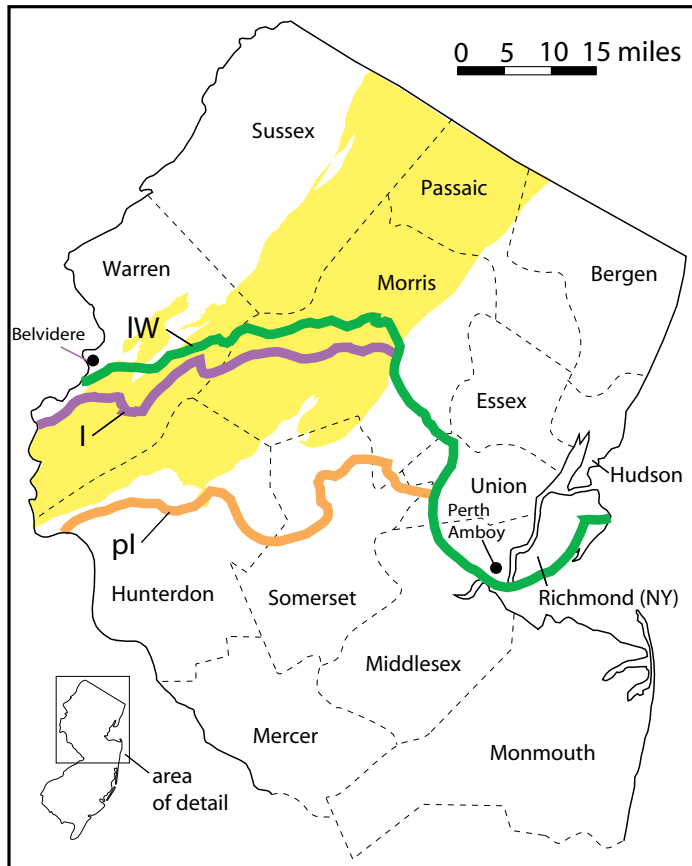 0 5 10 15 miles
Sussex
Passaic
Warren
Morris
Bergen
Belvidere
lW
l
Essex
Hudson
Union
Perth
Amboy
pl
Hunterdon
Somerset
Richmond (NY)
Middlesex
Mercer
Monmouth
area
of detail